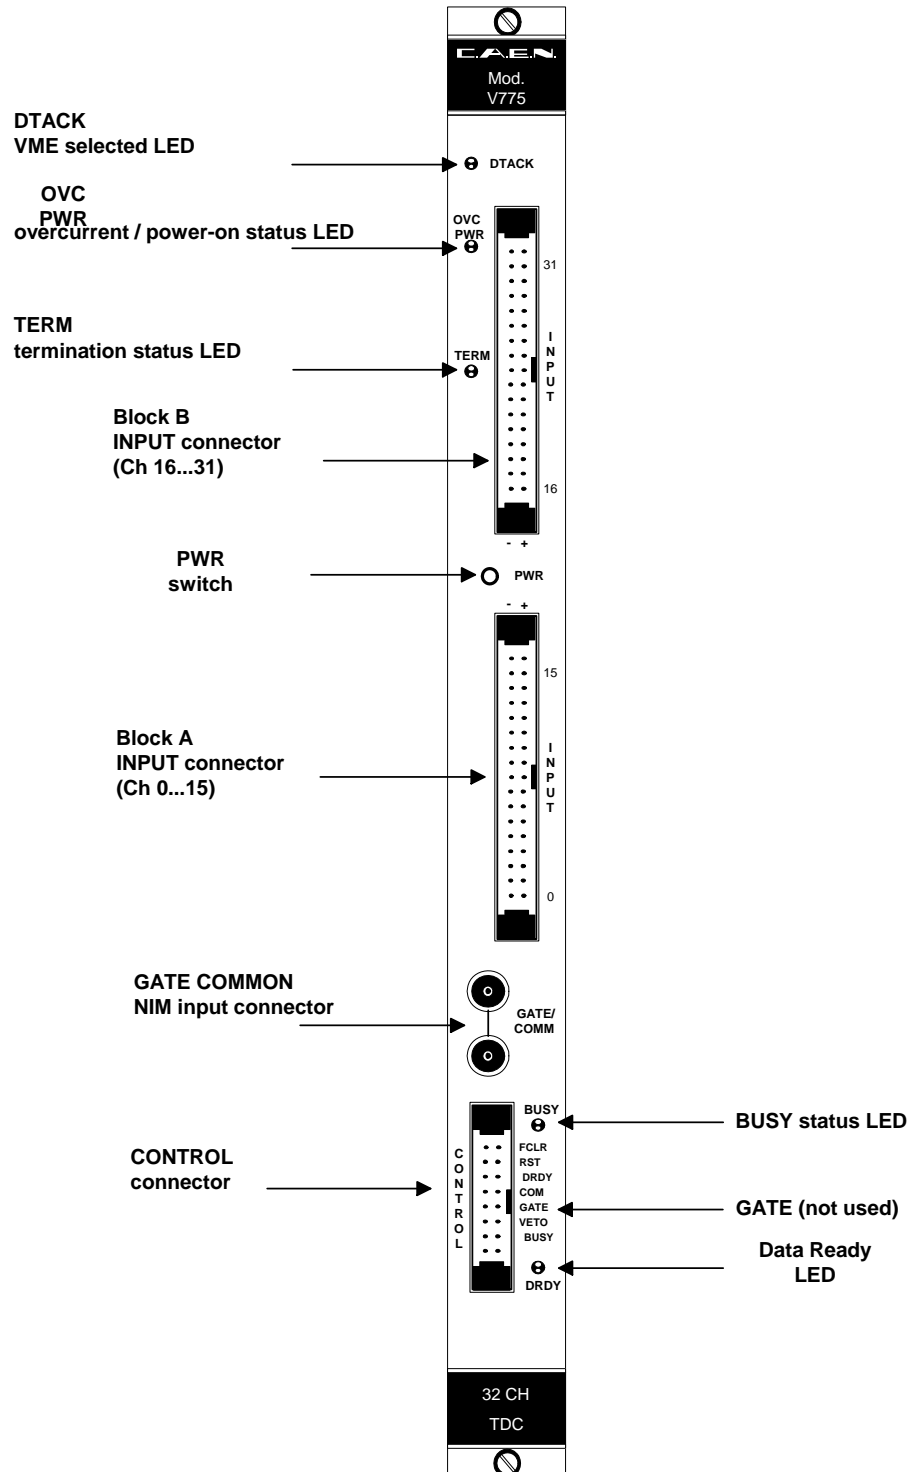 C.A.E.N.
Mod.
V775
DTACK
VME selected LED
DTACK
OVC
PWR
overcurrent / power-on status LED
OVC
PWR
31
TERM
termination status LED
TERM
INPUT
Block B
INPUT connector
(Ch 16...31)
16
- +
PWR
switch
PWR
- +
15
Block A
INPUT connector
(Ch 0...15)
INPUT
0
GATE COMMON
NIM input connector
GATE/
COMM
BUSY
BUSY status LED
CONTROL
connector
CONTROL
FCLR
RST
DRDY
COM
GATE
VETO
BUSY
GATE (not used)
Data Ready
LED
DRDY
32 CH
TDC